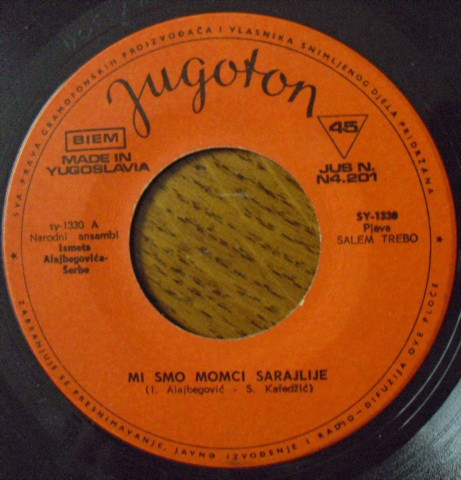 SVA PRAVA GRAMOFONSKIH PROIZVOĐAČA I VLASNIKA SNIMLJENOG DJELA PRIDRŽANA
Jugoton
BIEM
MADE IN
YUGOSLAVIA
45
JUS N.
N4.201
sy-1330 A
Narodni ansambl
Ismeta
Alajbegovića-
Šerbe
SY-1330
Pjeva
SALEM TREBO
MI SMO MOMCI SARAJLIJE
(I. Alajbegović - S. Kafedžić)
ZABRANJUJE SE PRESNIMAVANJE, JAVNO IZVOĐENJE I RADIO-DIFUZIJA OVE PLOČE